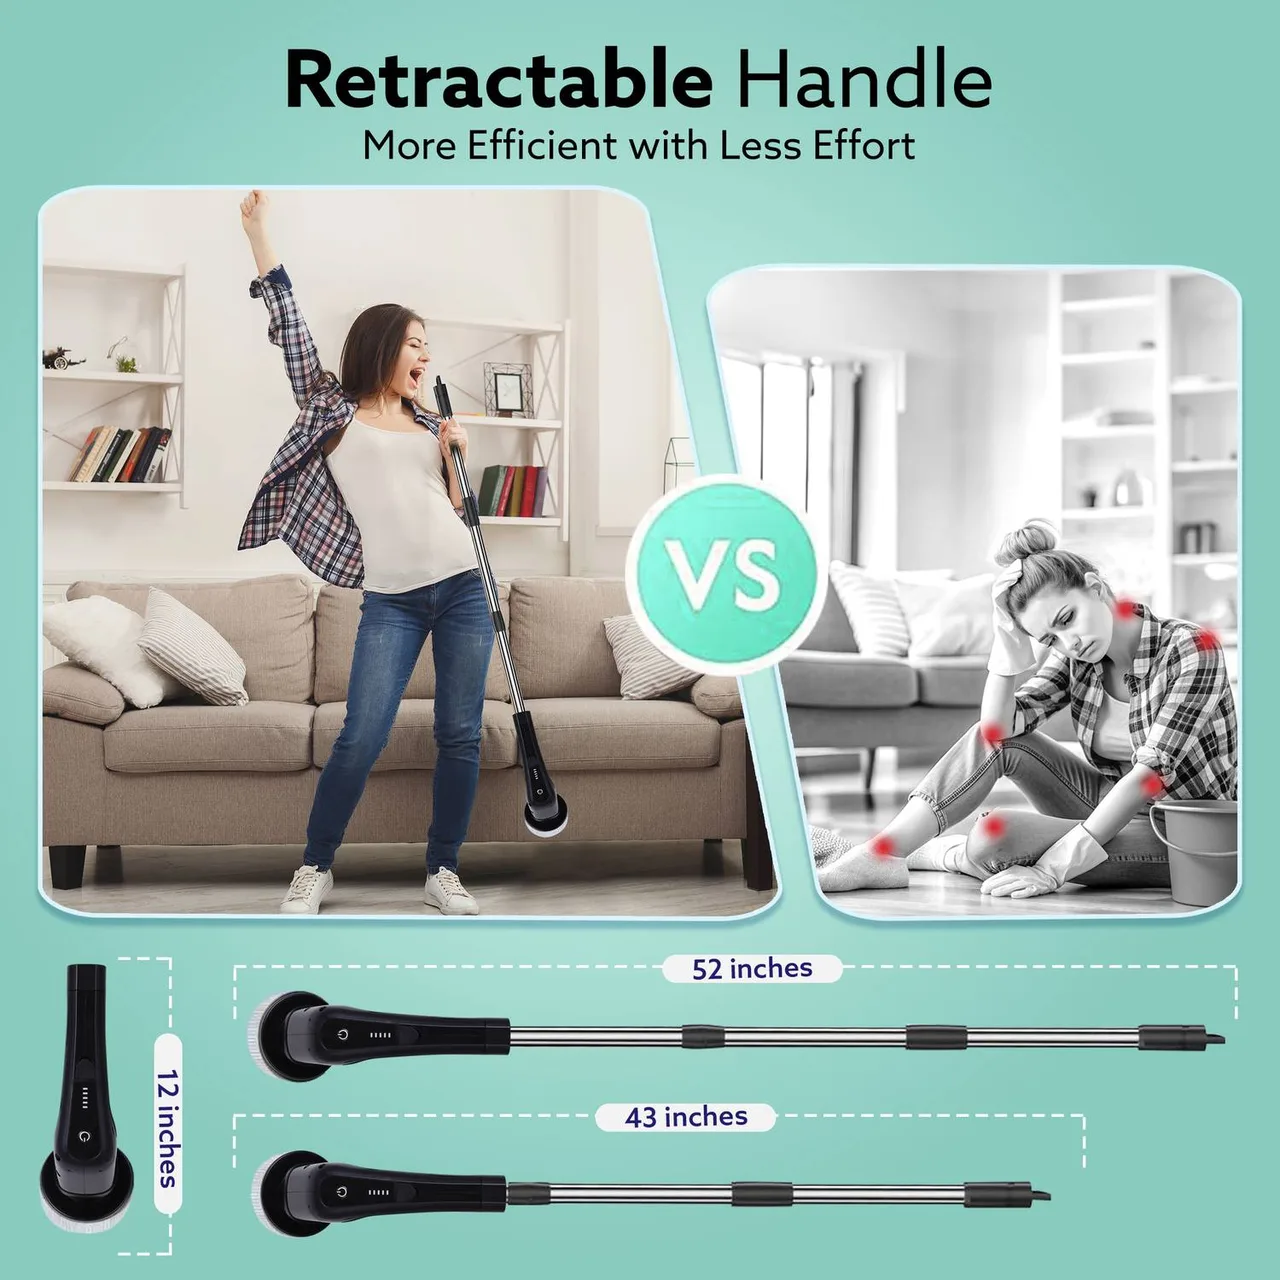 Retractable Handle
More Efficient with Less Effort
VS
52 inches
12 inches
43 inches